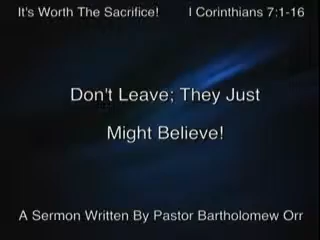 It's Worth The Sacrifice! I Corinthians 7:1-16
Don't Leave; They Just
Might Believe!
A Sermon Written By Pastor Bartholomew Orr